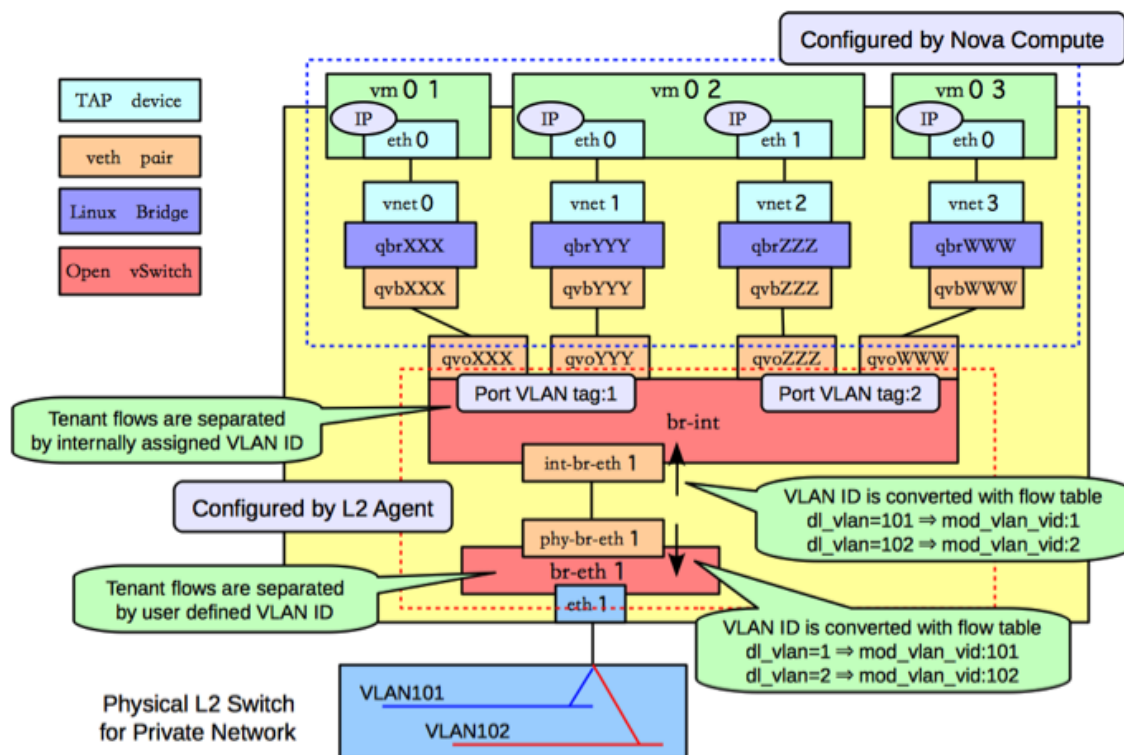 Configured by Nova Compute
TAP device
veth pair
Linux Bridge
Open vSwitch
vm 0 1
vm 0 2
vm 0 3
IP
IP
IP
IP
eth 0
eth 0
eth 1
eth 0
vnet 0
vnet 1
vnet 2
vnet 3
qbrXXX
qbrYYY
qbrZZZ
qbrWWW
qvbXXX
qvbYYY
qvbZZZ
qvbWWW
qvoXXX
qvoYYY
qvoZZZ
qvoWWW
Port VLAN tag:1
Port VLAN tag:2
br-int
Tenant flows are separated
by internally assigned VLAN ID
int-br-eth 1
Configured by L2 Agent
VLAN ID is converted with flow table
dl_vlan=101 ⇒ mod_vlan_vid:1
dl_vlan=102 ⇒ mod_vlan_vid:2
phy-br-eth 1
br-eth 1
Tenant flows are separated
by user defined VLAN ID
eth 1
VLAN ID is converted with flow table
dl_vlan=1 ⇒ mod_vlan_vid:101
dl_vlan=2 ⇒ mod_vlan_vid:102
Physical L2 Switch
for Private Network
VLAN101
VLAN102